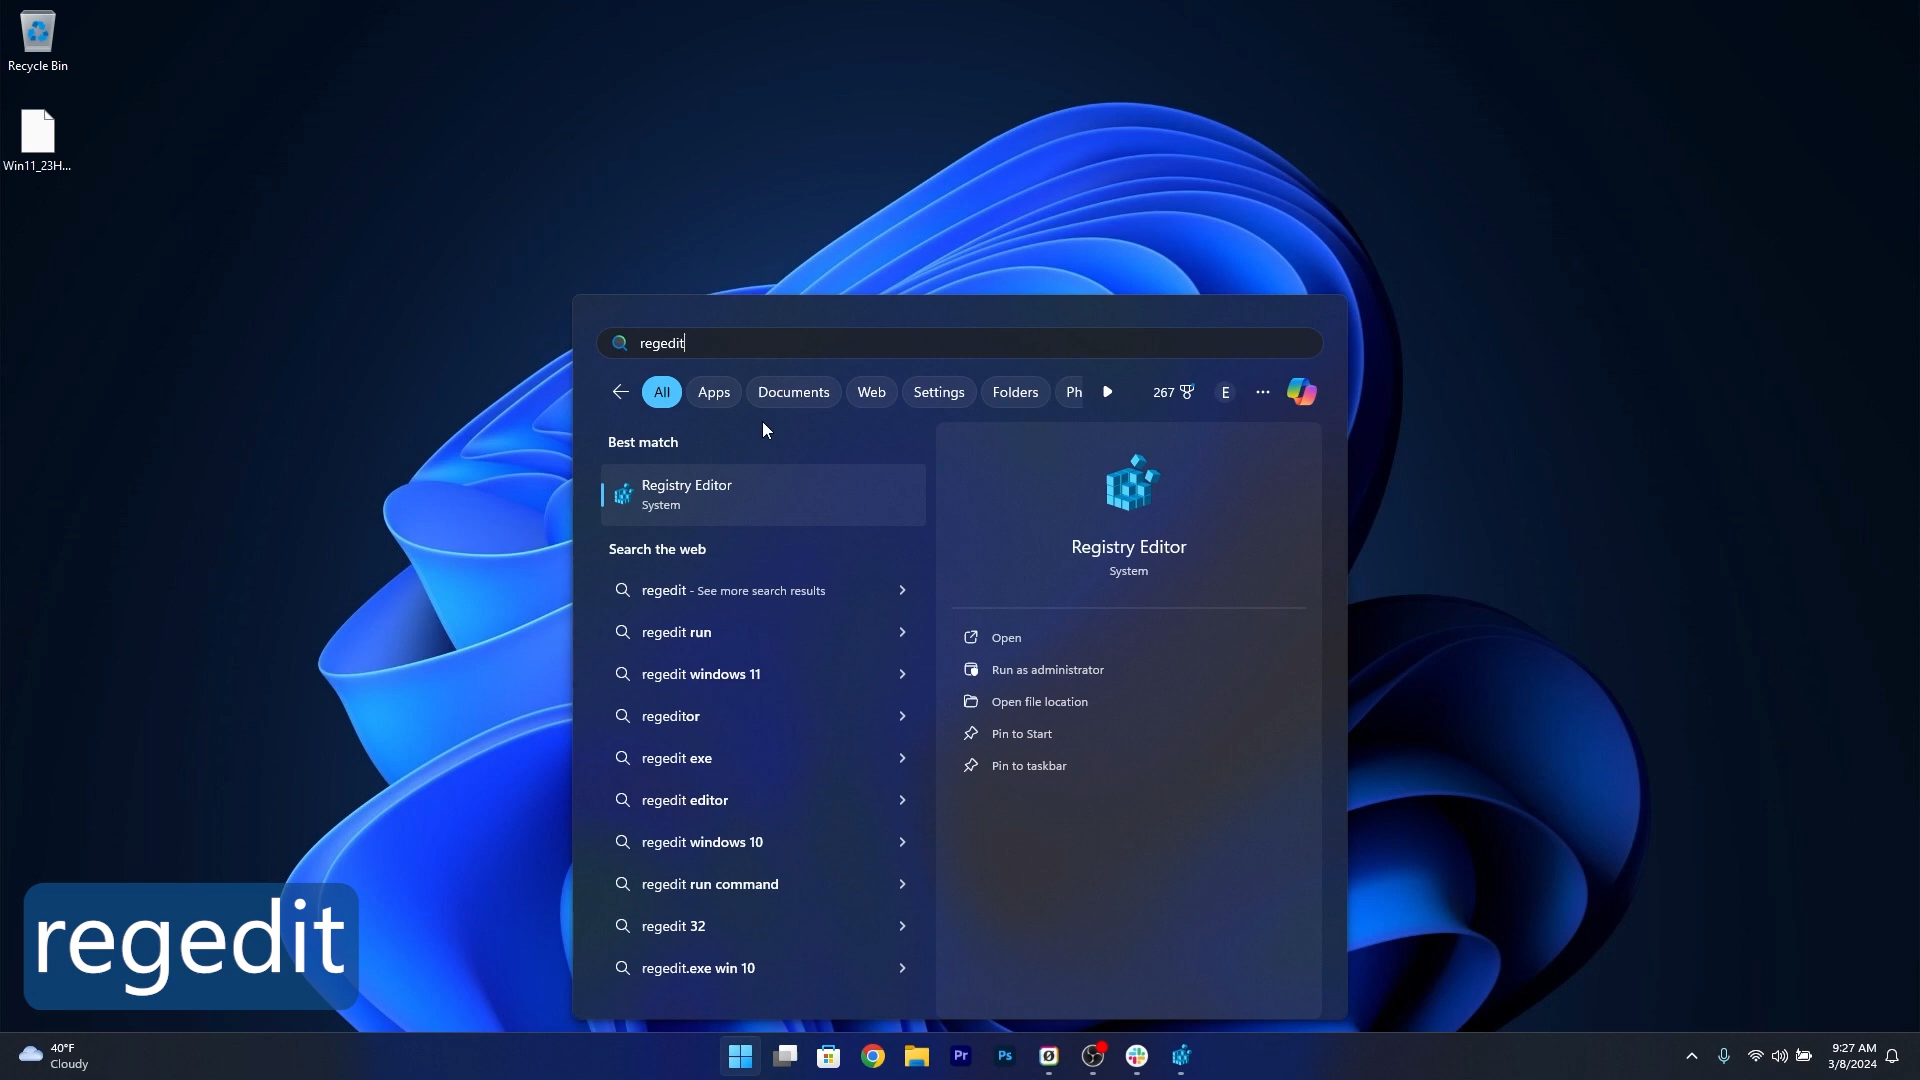 Recycle Bin
Win11_23H...
regedit
All Apps Documents Web Settings Folders Ph 267 E ...
Best match
Registry Editor
System
Search the web
regedit - See more search results
regedit run
regedit windows 11
regeditor
regedit exe
regedit editor
regedit windows 10
regedit run command
regedit 32
regedit.exe win 10
Registry Editor
System
Open
Run as administrator
Open file location
Pin to Start
Pin to taskbar
regedit
40°F
Cloudy
Pr
Ps
9:27 AM
3/8/2024